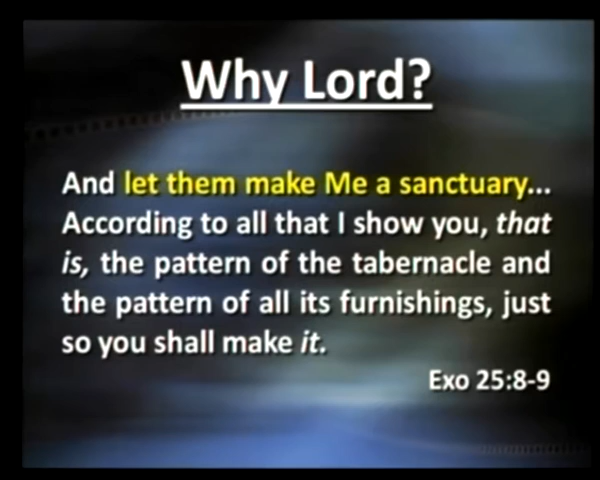 Why Lord?
And let them make Me a sanctuary...
According to all that I show you, that
is, the pattern of the tabernacle and
the pattern of all its furnishings, just
so you shall make it.
Exo 25:8-9